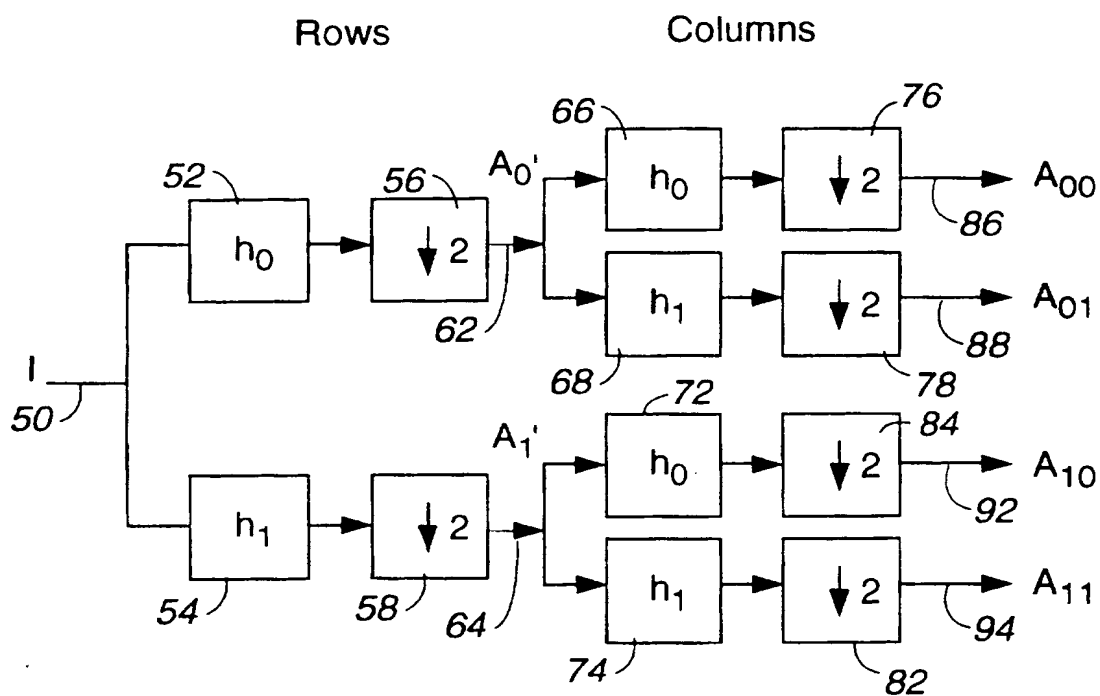 Rows Columns
66 76
52 56 A₀' h₀ ↓ 2 A₀₀
h₀ ↓ 2 86
62 h₁ ↓ 2 A₀₁
88
I 68 78
50 72 84
A₁' h₀ ↓ 2 A₁₀
h₁ ↓ 2 92
54 58 64 h₁ ↓ 2 A₁₁
94
74 82